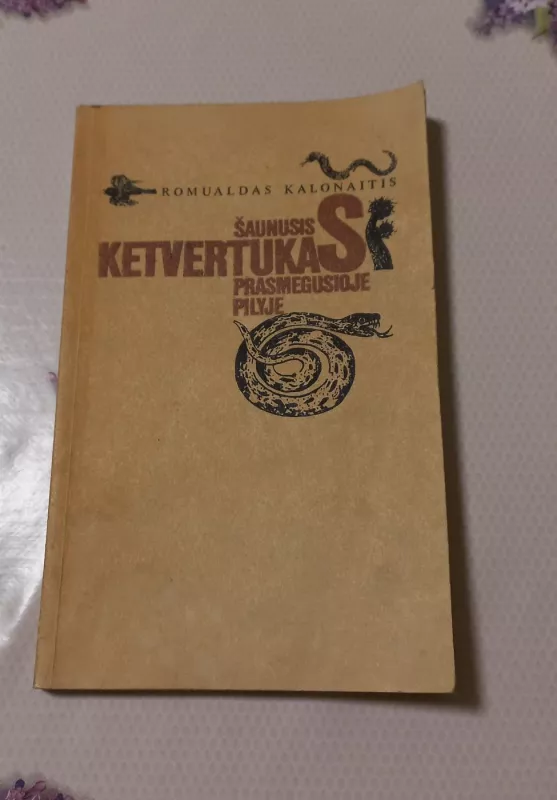 ROMUALDAS KALONAITIS
ŠAUNUSIS
KETVERTUKAS
PRASMEGUSIOJE
PILYJE